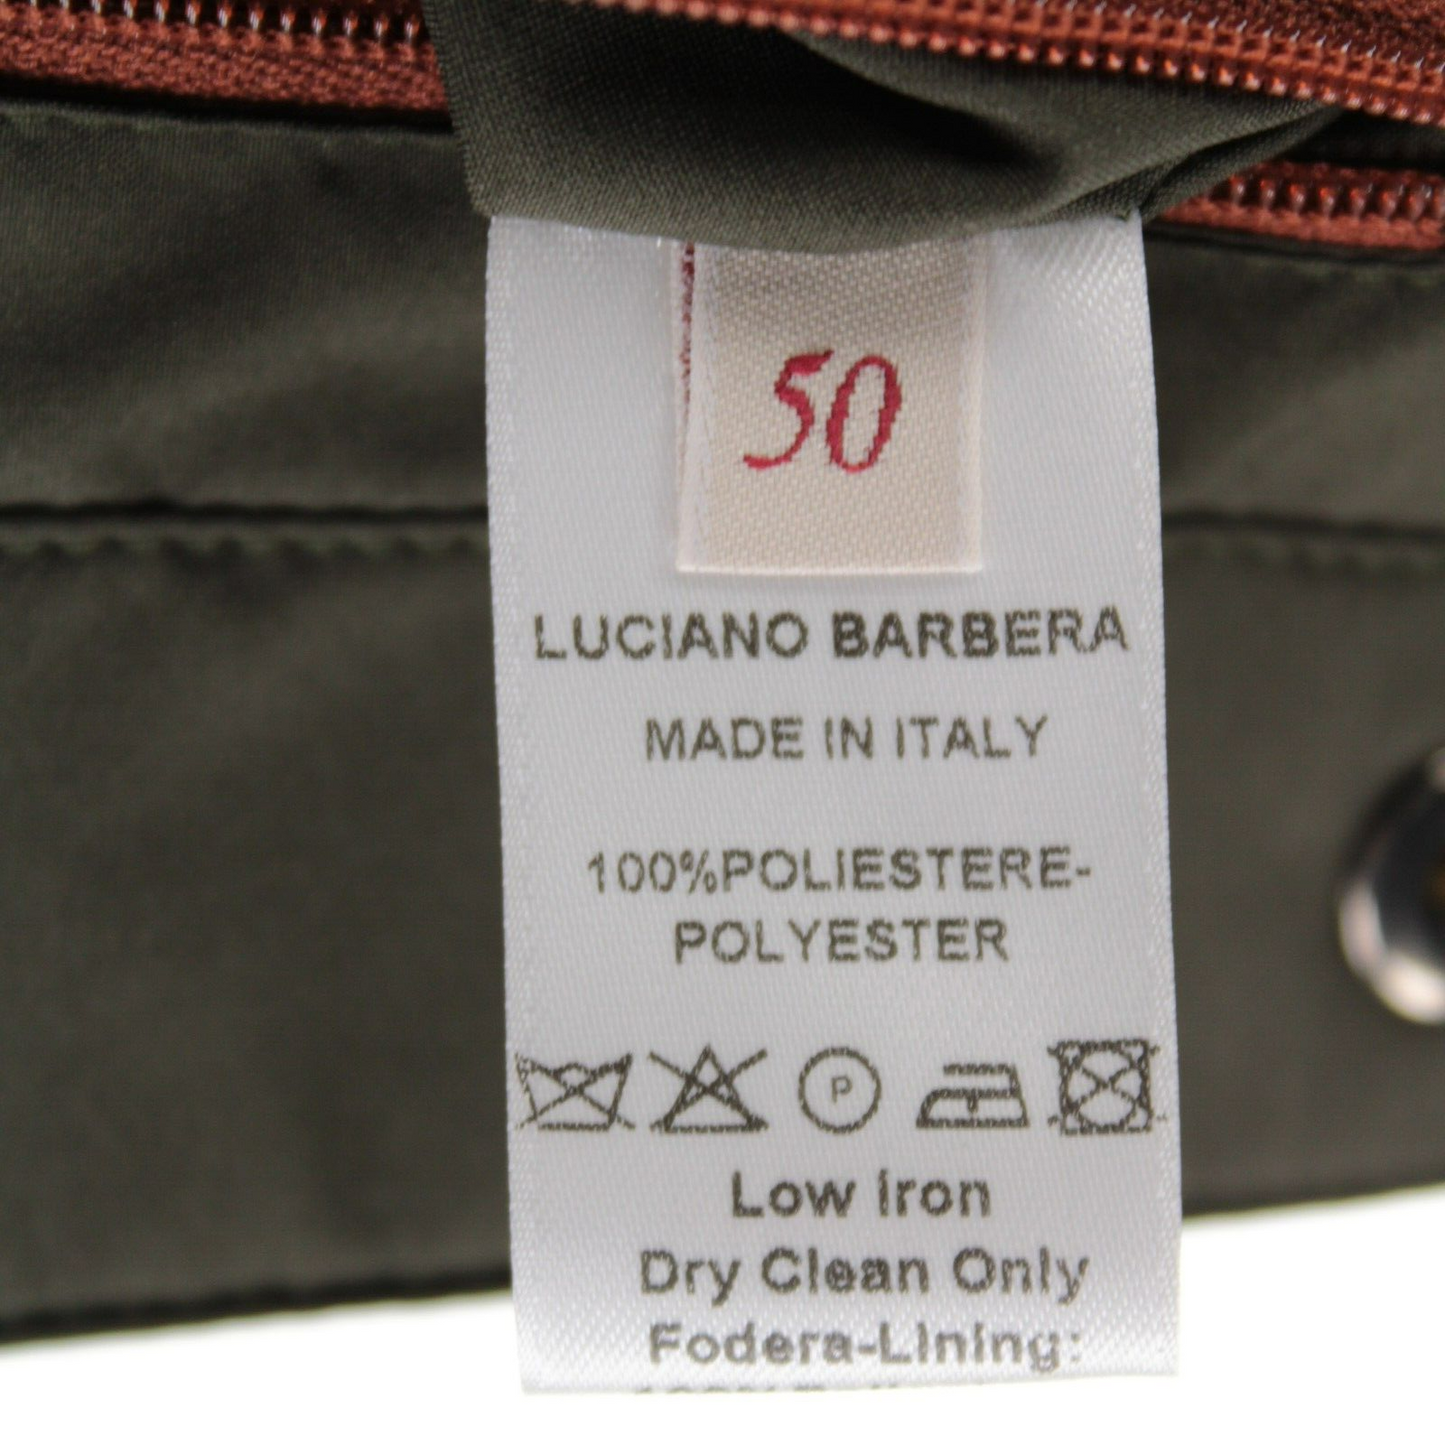 50
LUCIANO BARBERA
MADE IN ITALY
100%POLIESTERE-
POLYESTER
P
Low iron
Dry Clean Only
Fodera-Lining: